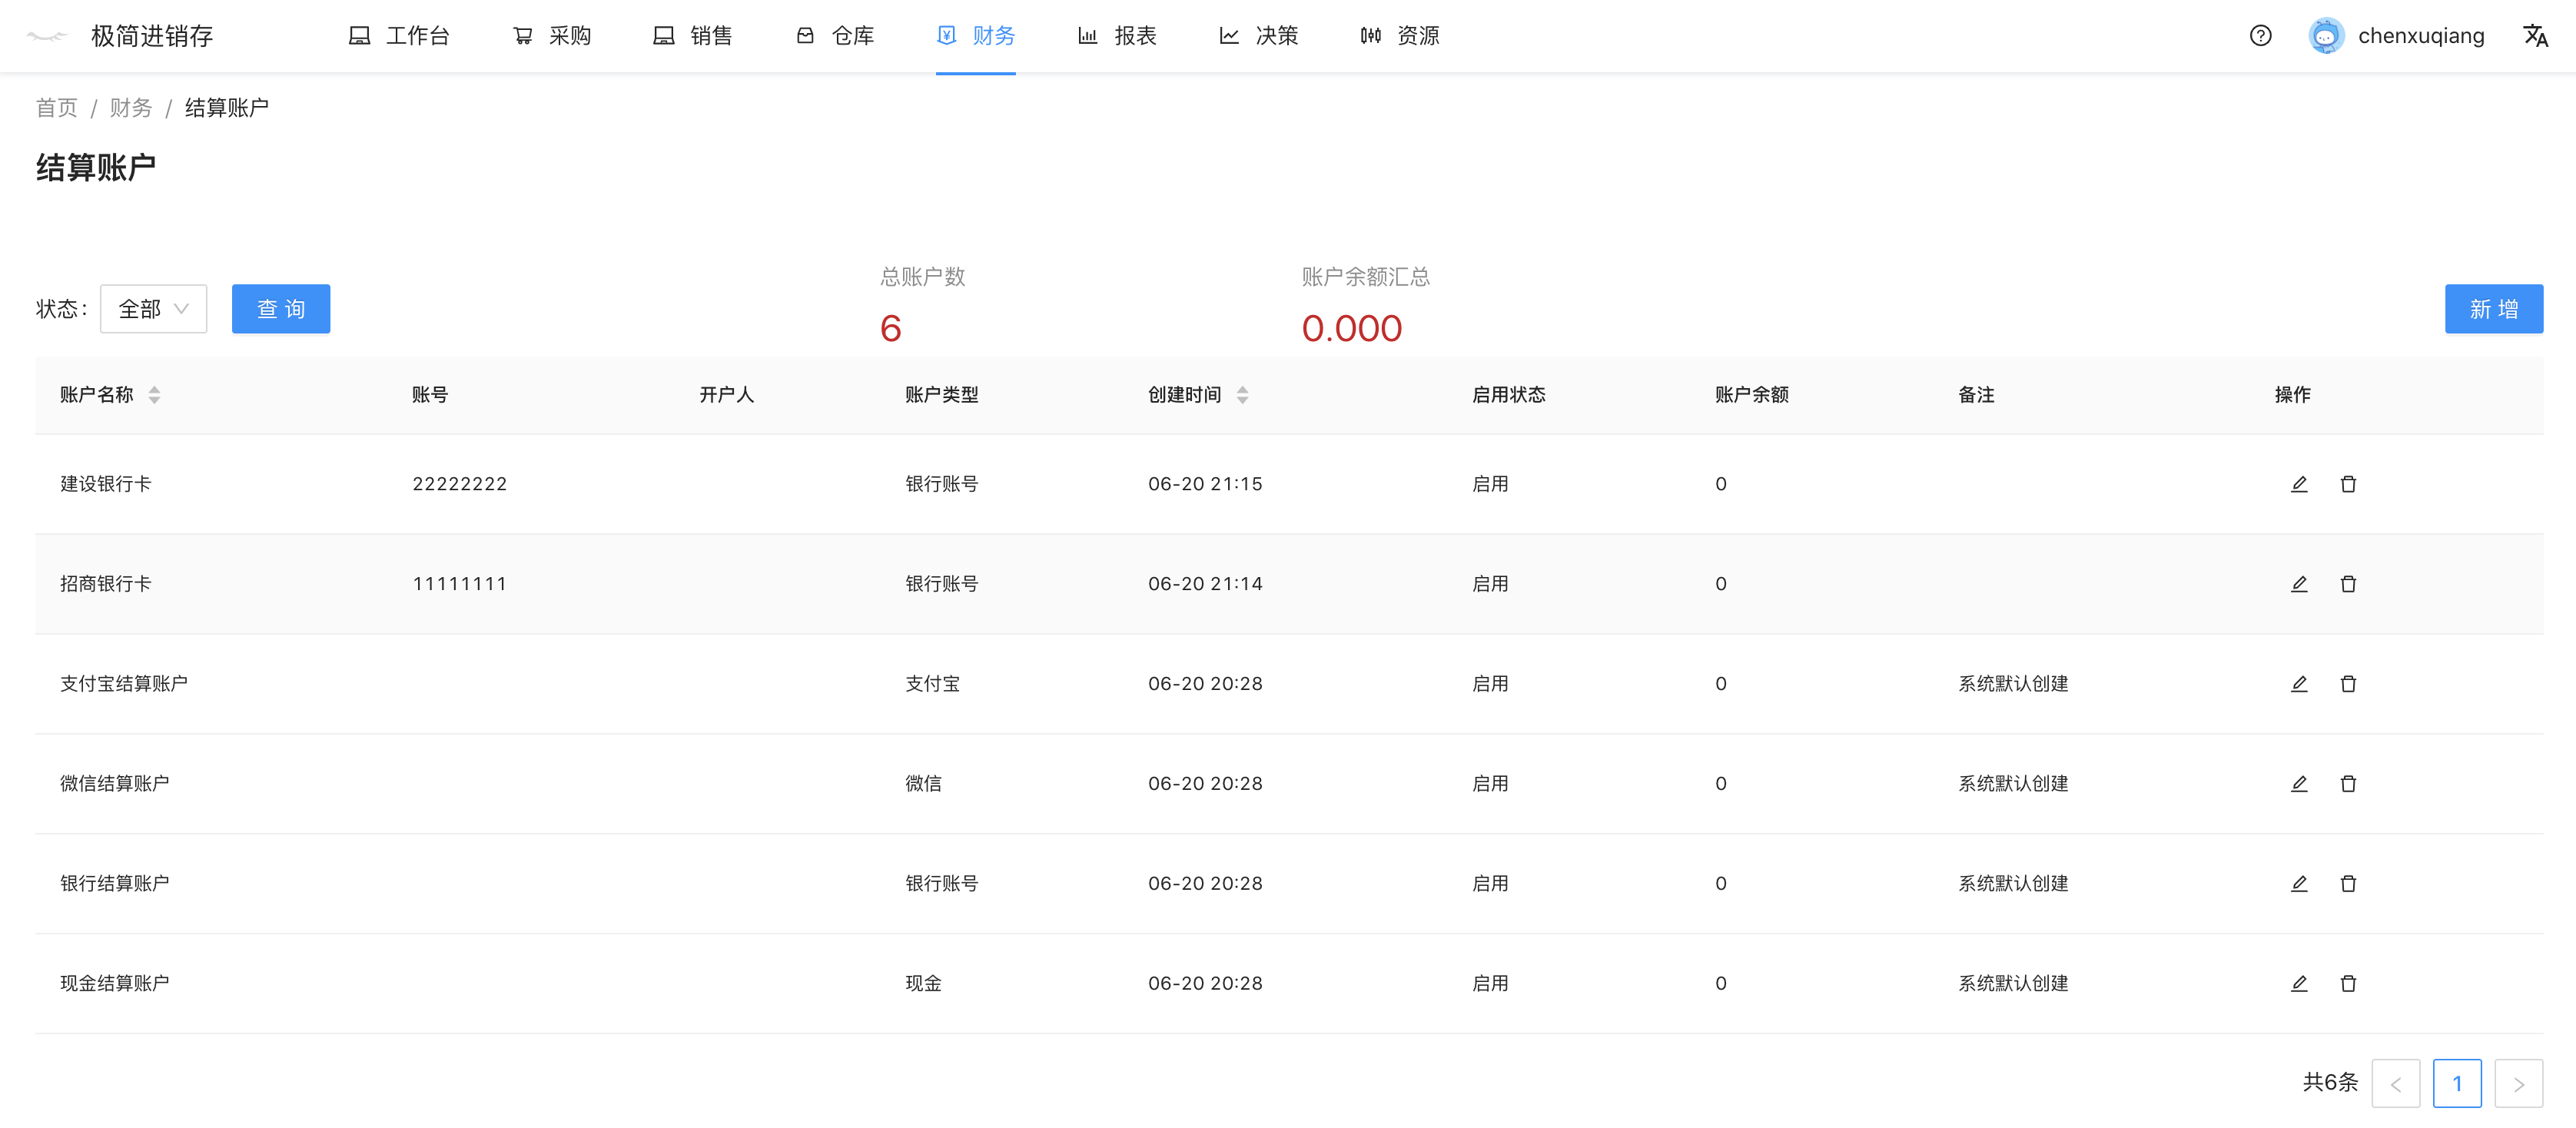 极简进销存 工作台 采购 销售 仓库 财务 报表 决策 资源 chenxuqiang
首页 / 财务 / 结算账户
结算账户
总账户数 账户余额汇总
状态: 全部 查 询 6 0.000 新 增
账户名称 账号 开户人 账户类型 创建时间 启用状态 账户余额 备注 操作
建设银行卡 22222222 银行账号 06-20 21:15 启用 0
招商银行卡 11111111 银行账号 06-20 21:14 启用 0
支付宝结算账户 支付宝 06-20 20:28 启用 0 系统默认创建
微信结算账户 微信 06-20 20:28 启用 0 系统默认创建
银行结算账户 银行账号 06-20 20:28 启用 0 系统默认创建
现金结算账户 现金 06-20 20:28 启用 0 系统默认创建
共6条 < 1 >